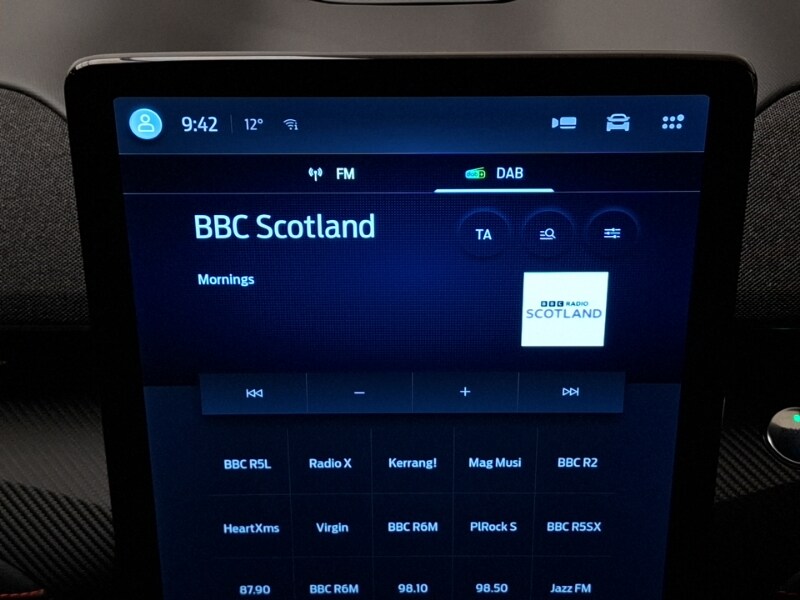 9:42 12°
FM DAB
BBC Scotland
TA
Mornings
BBC RADIO
SCOTLAND
BBC R5L Radio X Kerrang! Mag Musi BBC R2
HeartXms Virgin BBC R6M PlRock S BBC R5SX
87.90 BBC R6M 98.10 98.50 Jazz FM